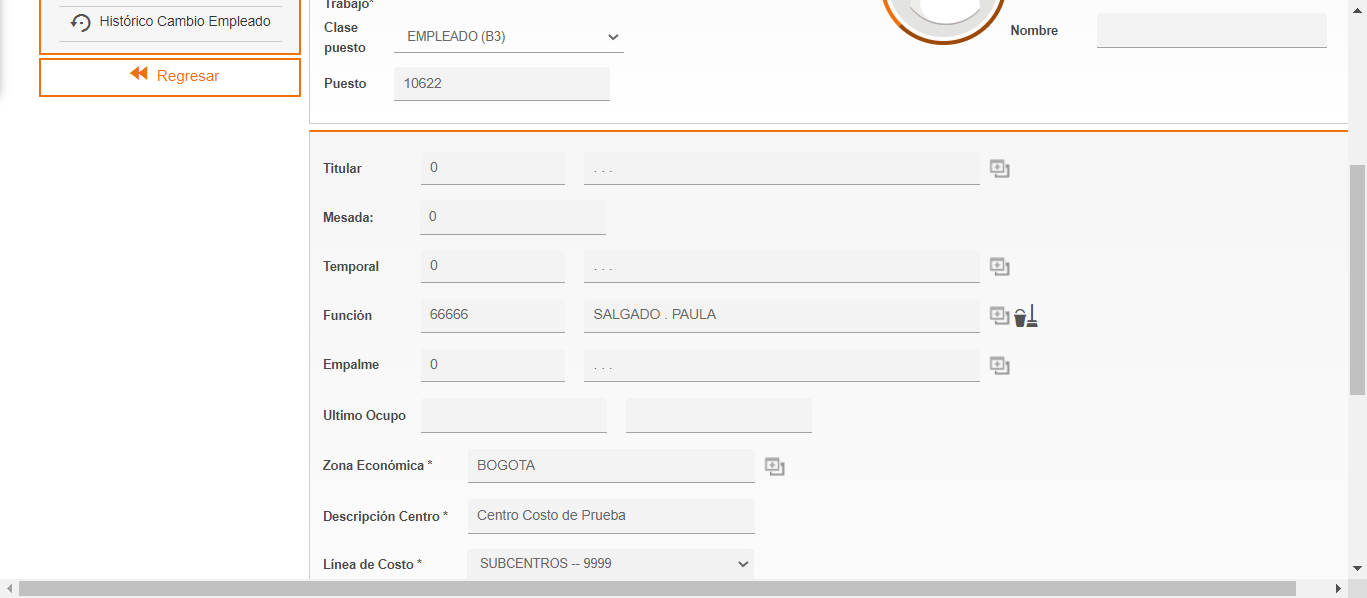 Histórico Cambio Empleado
Regresar
Trabajo*
Clase puesto
EMPLEADO (B3)
Nombre
Puesto
10622
Titular
0
. . .
Mesada:
0
Temporal
0
. . .
Función
66666
SALGADO . PAULA
Empalme
0
. . .
Ultimo Ocupo
Zona Económica *
BOGOTA
Descripción Centro *
Centro Costo de Prueba
Línea de Costo *
SUBCENTROS -- 9999